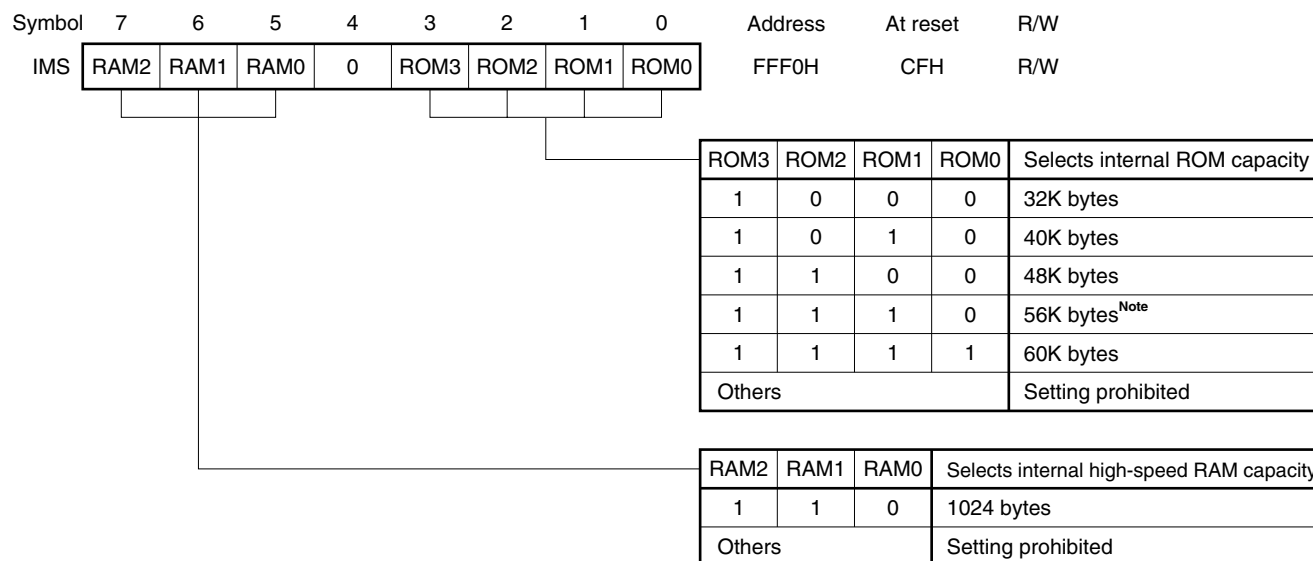 Symbol 7 6 5 4 3 2 1 0 Address At reset R/W
IMS RAM2 RAM1 RAM0 0 ROM3 ROM2 ROM1 ROM0 FFF0H CFH R/W
ROM3 ROM2 ROM1 ROM0 Selects internal ROM capacity
1 0 0 0 32K bytes
1 0 1 0 40K bytes
1 1 0 0 48K bytes
1 1 1 0 56K bytesNote
1 1 1 1 60K bytes
Others Setting prohibited
RAM2 RAM1 RAM0 Selects internal high-speed RAM capacity
1 1 0 1024 bytes
Others Setting prohibited